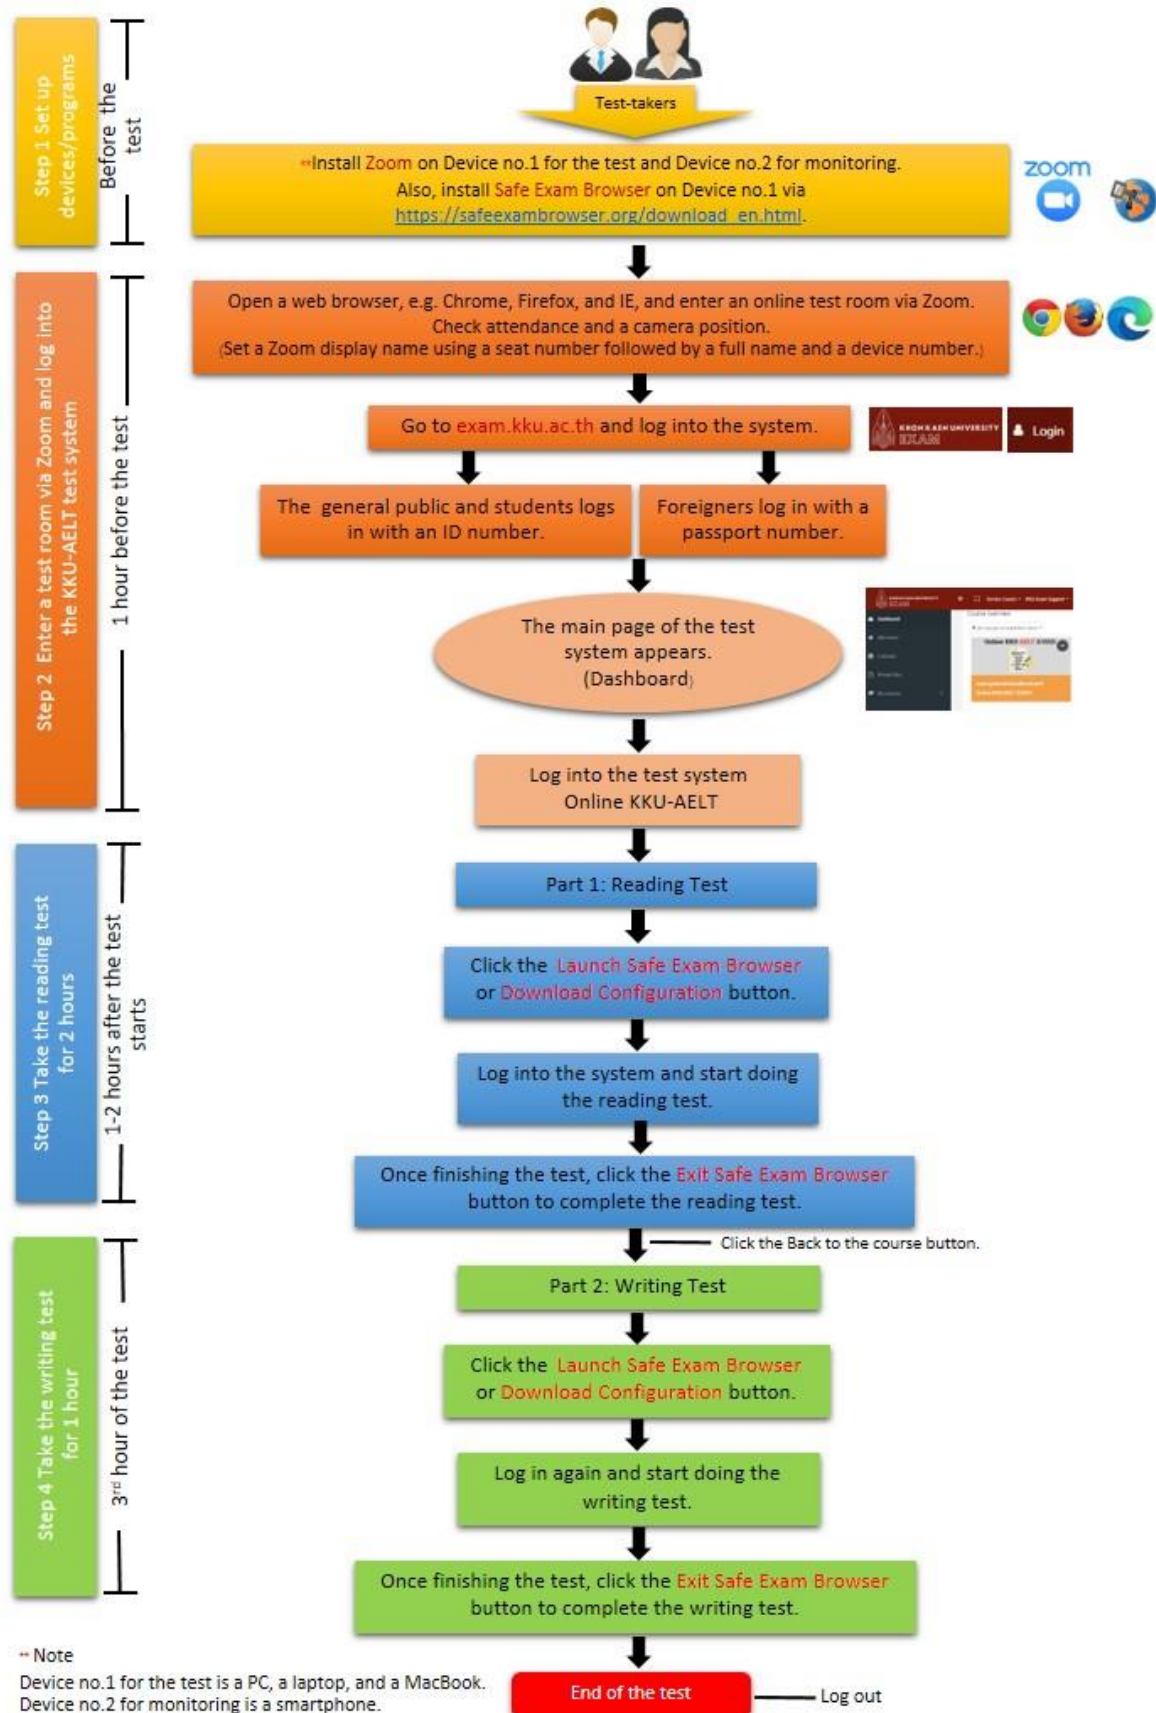 Test-takers
Step 1 Set up
devices/programs
Before the
test
**Install Zoom on Device no.1 for the test and Device no.2 for monitoring.
Also, install Safe Exam Browser on Device no.1 via
https://safeexambrowser.org/download_en.html.
zoom
Step 2 Enter a test room via Zoom and log into
the KKU-AELT test system
1 hour before the test
Open a web browser, e.g. Chrome, Firefox, and IE, and enter an online test room via Zoom.
Check attendance and a camera position.
(Set a Zoom display name using a seat number followed by a full name and a device number.)
Go to exam.kku.ac.th and log into the system.
KHON KAEN UNIVERSITY
EXAM
Login
The general public and students logs
in with an ID number.
Foreigners log in with a
passport number.
The main page of the test
system appears.
(Dashboard)
Dashboard
Log into the test system
Online KKU-AELT
Step 3 Take the reading test
for 2 hours
1-2 hours after the test
starts
Part 1: Reading Test
Click the Launch Safe Exam Browser
or Download Configuration button.
Log into the system and start doing
the reading test.
Once finishing the test, click the Exit Safe Exam Browser
button to complete the reading test.
Click the Back to the course button.
Step 4 Take the writing test
for 1 hour
3rd hour of the test
Part 2: Writing Test
Click the Launch Safe Exam Browser
or Download Configuration button.
Log in again and start doing the
writing test.
Once finishing the test, click the Exit Safe Exam Browser
button to complete the writing test.
End of the test
Log out
** Note
Device no.1 for the test is a PC, a laptop, and a MacBook.
Device no.2 for monitoring is a smartphone.